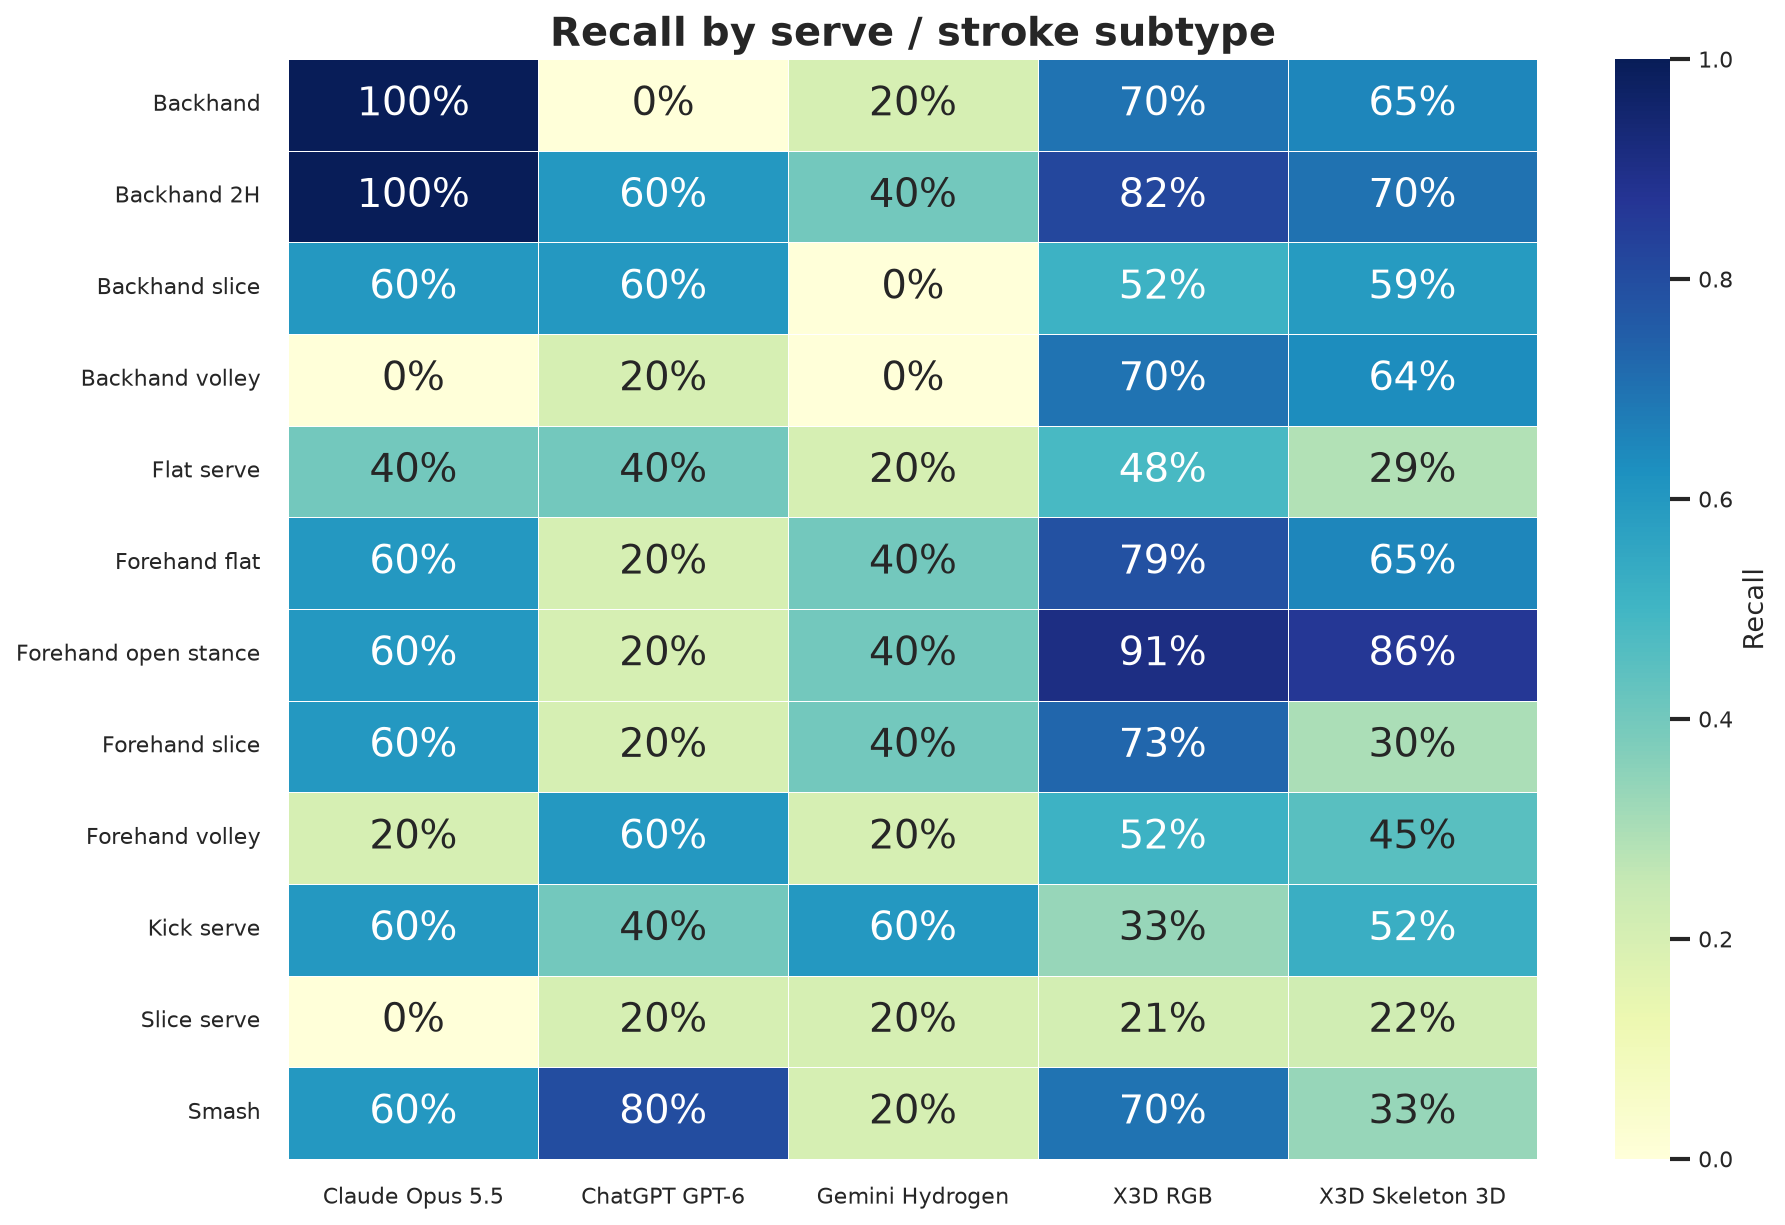 Recall by serve / stroke subtype
Backhand 100% 0% 20% 70% 65%
Backhand 2H 100% 60% 40% 82% 70%
Backhand slice 60% 60% 0% 52% 59%
Backhand volley 0% 20% 0% 70% 64%
Flat serve 40% 40% 20% 48% 29%
Forehand flat 60% 20% 40% 79% 65%
Forehand open stance 60% 20% 40% 91% 86%
Forehand slice 60% 20% 40% 73% 30%
Forehand volley 20% 60% 20% 52% 45%
Kick serve 60% 40% 60% 33% 52%
Slice serve 0% 20% 20% 21% 22%
Smash 60% 80% 20% 70% 33%
Claude Opus 5.5 ChatGPT GPT-6 Gemini Hydrogen X3D RGB X3D Skeleton 3D
1.0
0.8
0.6
0.4
0.2
0.0
Recall